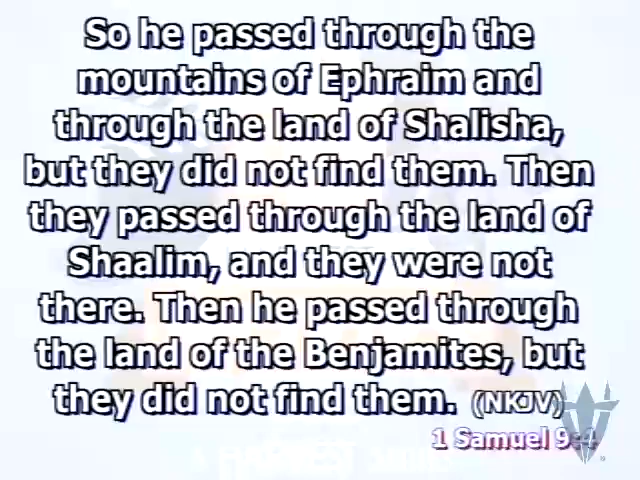 So he passed through the
mountains of Ephraim and
through the land of Shalisha,
but they did not find them. Then
they passed through the land of
Shaalim, and they were not
there. Then he passed through
the land of the Benjamites, but
they did not find them. (NKJV)
1 Samuel 9:4